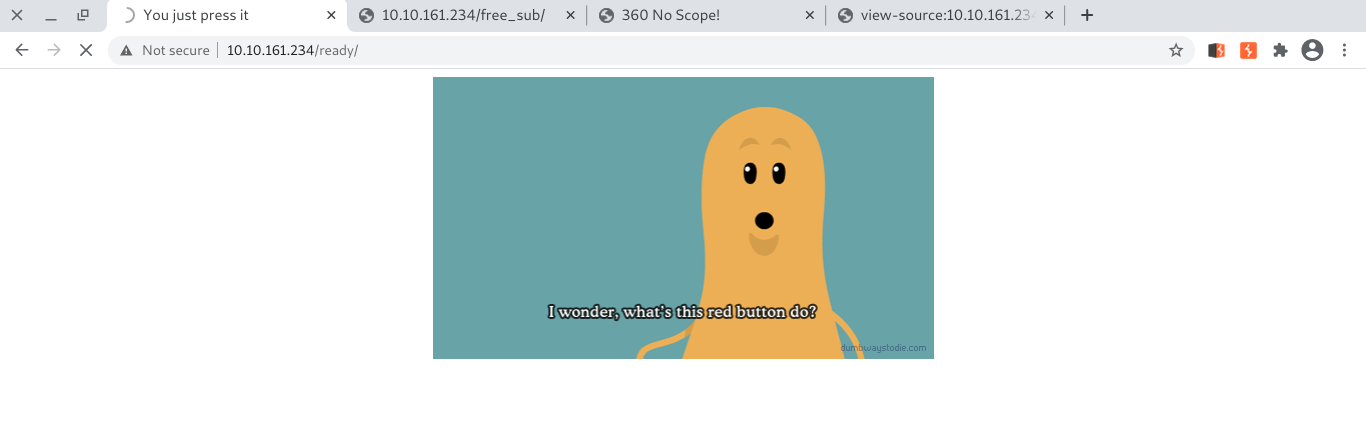 You just press it
10.10.161.234/free_sub/
360 No Scope!
view-source:10.10.161.234
Not secure
10.10.161.234/ready/
I wonder, what's this red button do?
dumbwaystodie.com